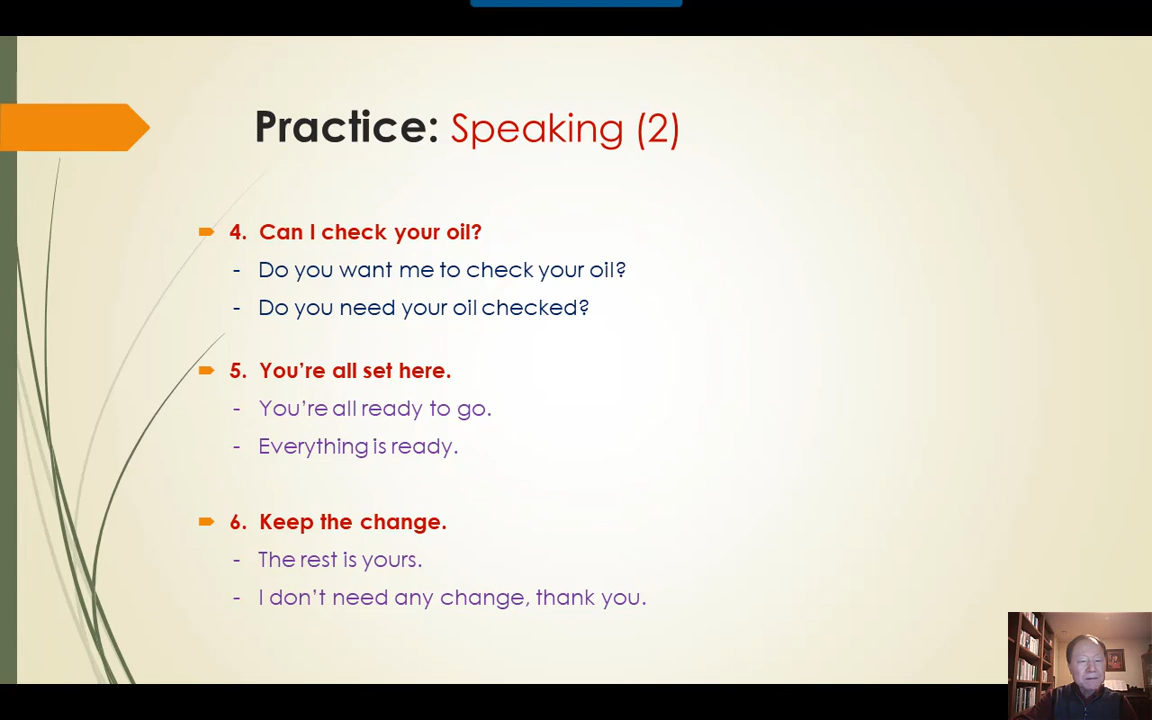 Practice: Speaking (2)
4. Can I check your oil?
- Do you want me to check your oil?
- Do you need your oil checked?
5. You're all set here.
- You're all ready to go.
- Everything is ready.
6. Keep the change.
- The rest is yours.
- I don't need any change, thank you.